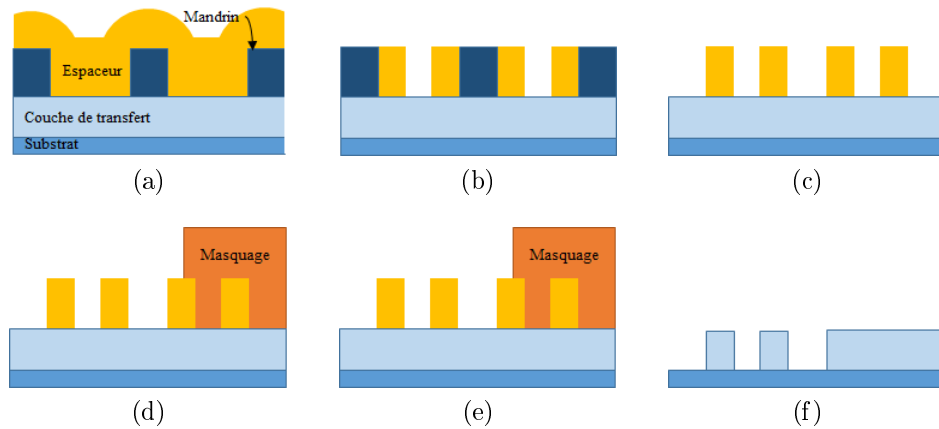 Mandrin
Espaceur
Couche de transfert
Substrat
(a)
(b)
(c)
Masquage
Masquage
(d)
(e)
(f)